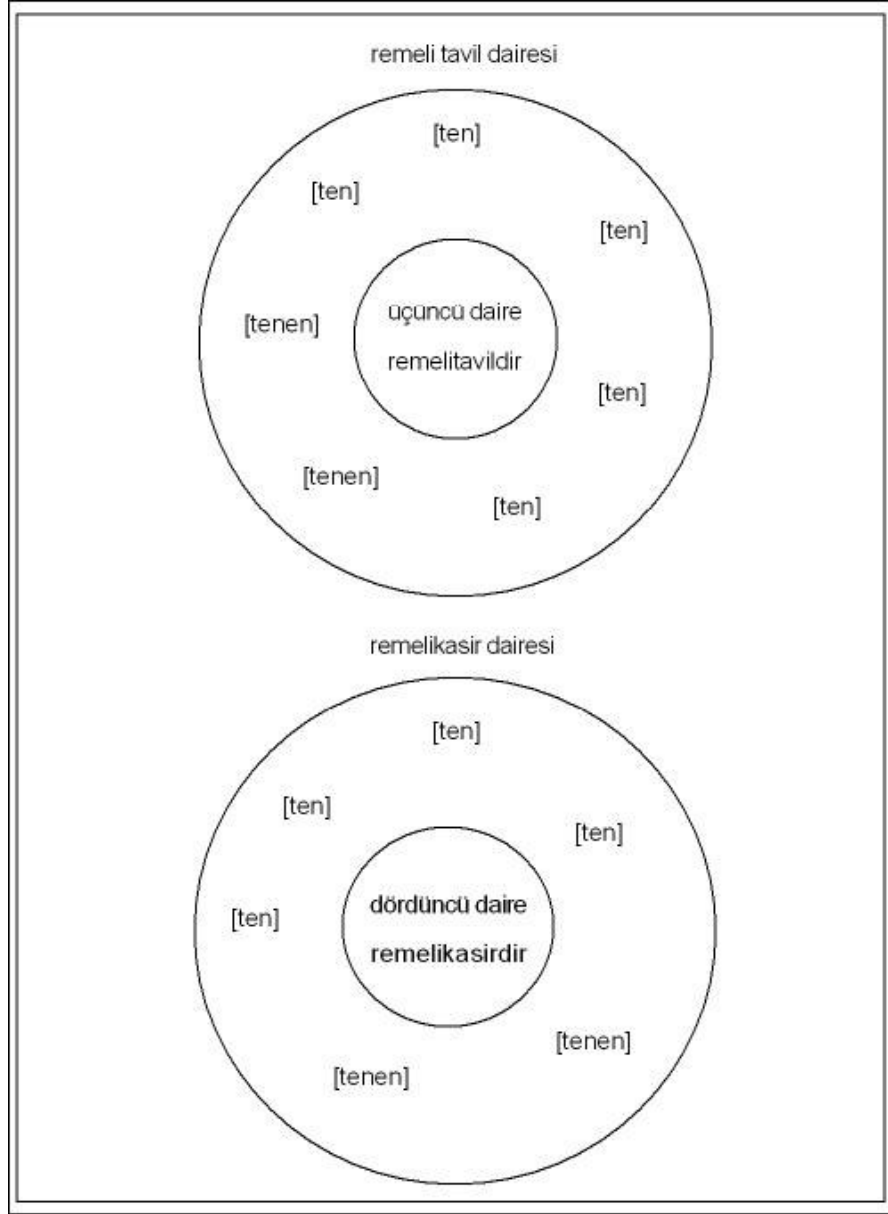 remeli tavil dairesi
[ten]
[ten]
[ten]
[tenen]
üçüncü daire
remelitavildir
[ten]
[tenen]
[ten]
remelikasir dairesi
[ten]
[ten]
[ten]
[ten]
dördüncü daire
remelikasirdir
[tenen]
[tenen]